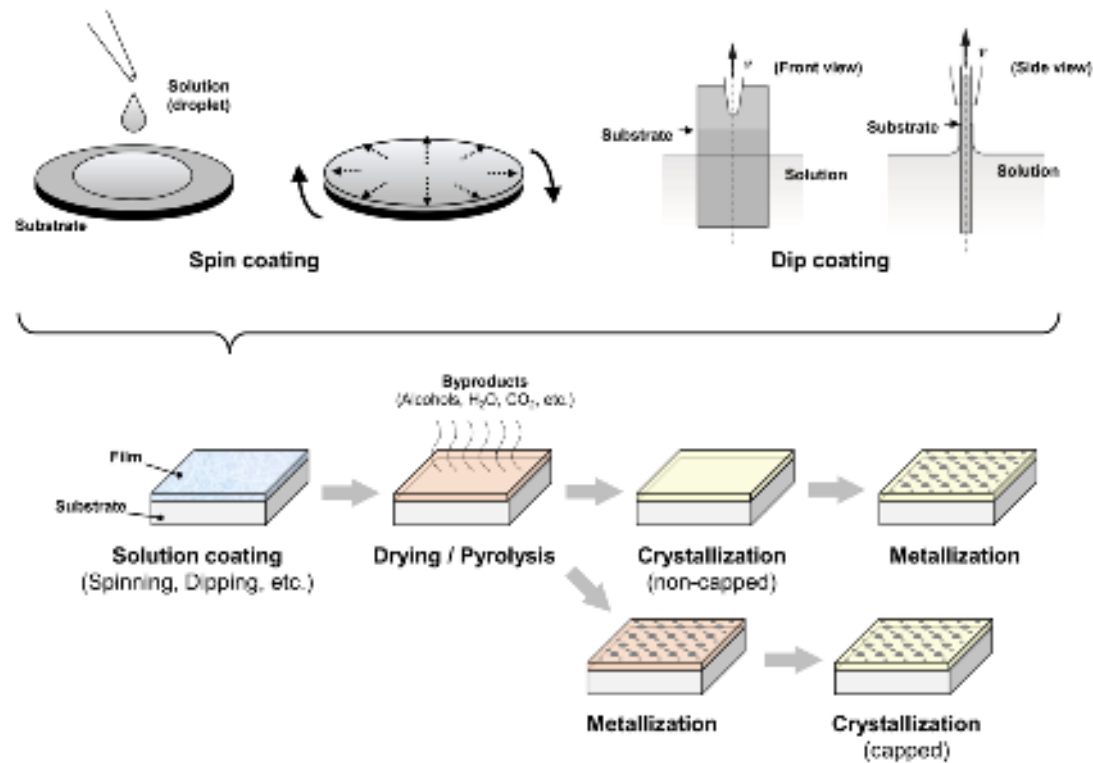 Solution
(droplet)
Substrate
Spin coating
v
(Front view)
Substrate
Solution
v
(Side view)
Substrate
Solution
Dip coating
Byproducts
(Alcohols, H₂O, CO₂, etc.)
Film
Substrate
Solution coating
(Spinning, Dipping, etc.)
Drying / Pyrolysis
Crystallization
(non-capped)
Metallization
Metallization
Crystallization
(capped)